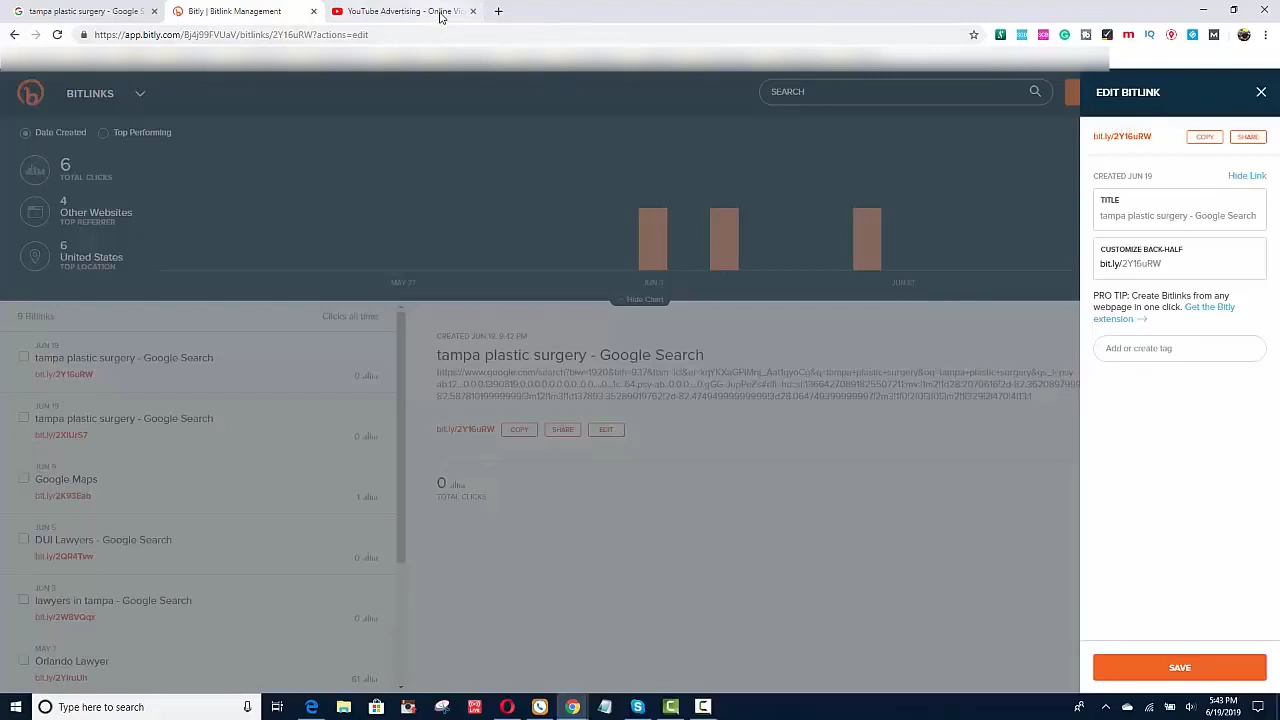 tampa plastic surgery - Google S
Bitly | Bitlink Management
YouTube Advertising - Online Vi
https://app.bitly.com/Bj4j99FVUaV/bitlinks/2Y16uRW?actions=edit
BITLINKS
SEARCH
EDIT BITLINK
Date Created
Top Performing
bit.ly/2Y16uRW
COPY
SHARE
6
TOTAL CLICKS
4
Other Websites
TOP REFERRER
6
United States
TOP LOCATION
MAY 27
JUN 3
JUN 10
Hide Chart
CREATED JUN 19
Hide Link
TITLE
tampa plastic surgery - Google Search
CUSTOMIZE BACK-HALF
bit.ly/2Y16uRW
PRO TIP: Create Bitlinks from any
webpage in one click. Get the Bitly
extension →
Add or create tag
SAVE
9 Bitlinks
Clicks all time
JUN 19
tampa plastic surgery - Google Search
bit.ly/2Y16uRW
0
JUN 19
tampa plastic surgery - Google Search
bit.ly/2XIUrS7
0
JUN 9
Google Maps
bit.ly/2K93Eab
1
JUN 5
DUI Lawyers - Google Search
bit.ly/2QR4Tvw
0
JUN 3
lawyers in tampa - Google Search
bit.ly/2W8VQqx
0
MAY 7
Orlando Lawyer
bit.ly/2YiruUh
61
CREATED JUN 19, 9:42 PM
tampa plastic surgery - Google Search
bit.ly/2Y16uRW
COPY
SHARE
EDIT
0
TOTAL CLICKS
Type here to search
5:43 PM
6/19/2019